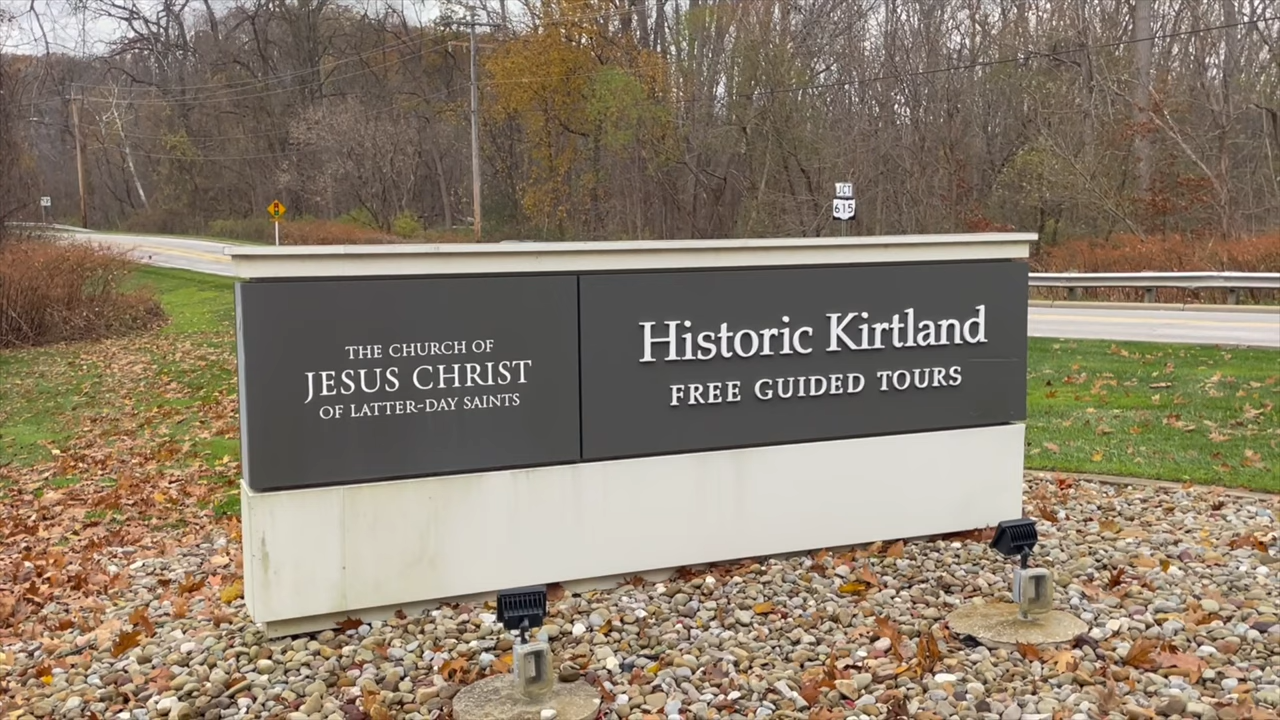 JCT
615
THE CHURCH OF
JESUS CHRIST
OF LATTER-DAY SAINTS
Historic Kirtland
FREE GUIDED TOURS